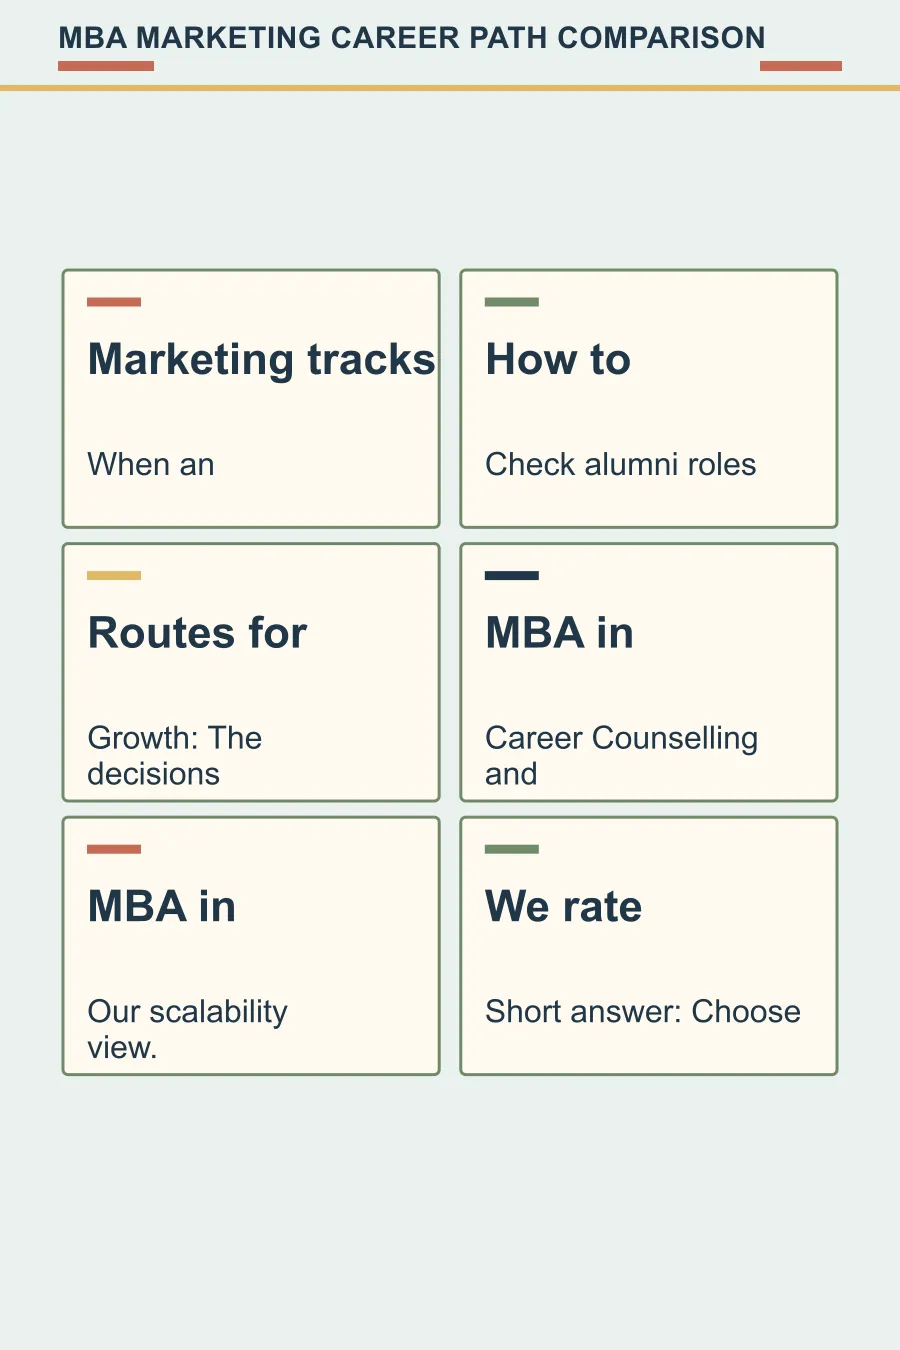 MBA MARKETING CAREER PATH COMPARISON
Marketing tracks
When an
How to
Check alumni roles
Routes for
Growth: The
decisions
MBA in
Career Counselling
and
MBA in
Our scalability
view.
We rate
Short answer: Choose